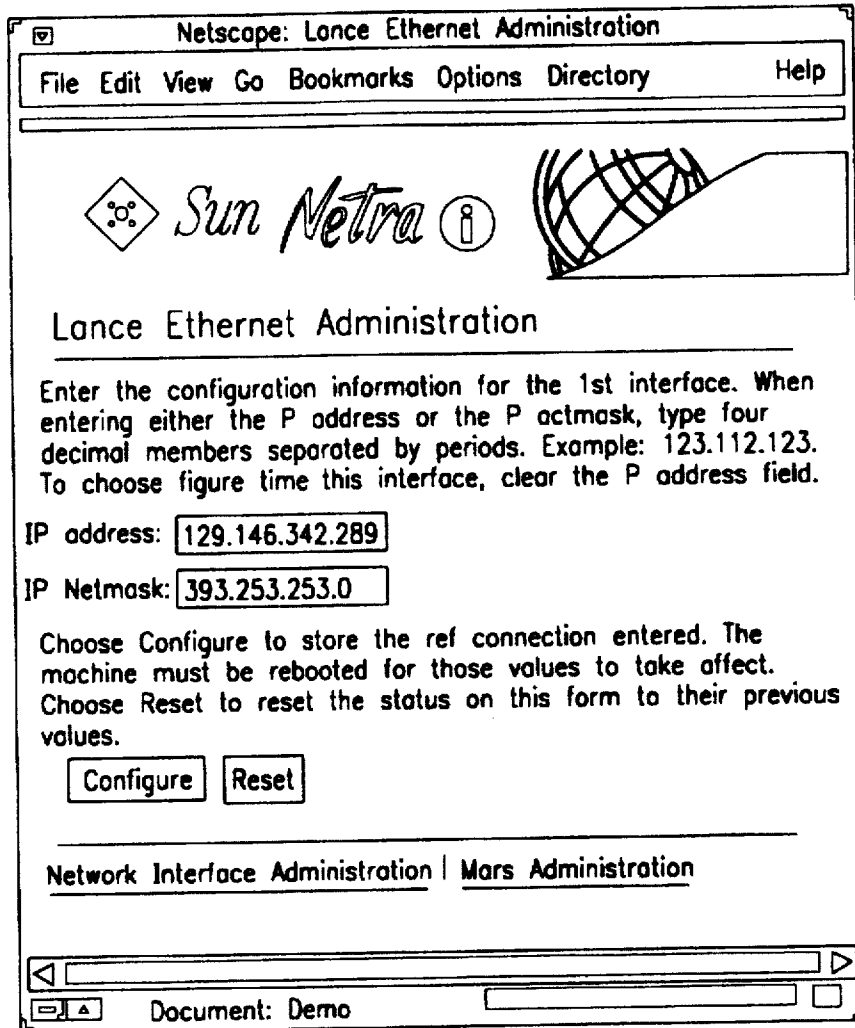 Netscape: Lance Ethernet Administration
File Edit View Go Bookmarks Options Directory Help
Sun Netra i
Lance Ethernet Administration
Enter the configuration information for the 1st interface. When
entering either the P address or the P actmask, type four
decimal members separated by periods. Example: 123.112.123.
To choose figure time this interface, clear the P address field.
IP address: 129.146.342.289
IP Netmask: 393.253.253.0
Choose Configure to store the ref connection entered. The
machine must be rebooted for those values to take affect.
Choose Reset to reset the status on this form to their previous
values.
Configure Reset
Network Interface Administration | Mars Administration
Document: Demo